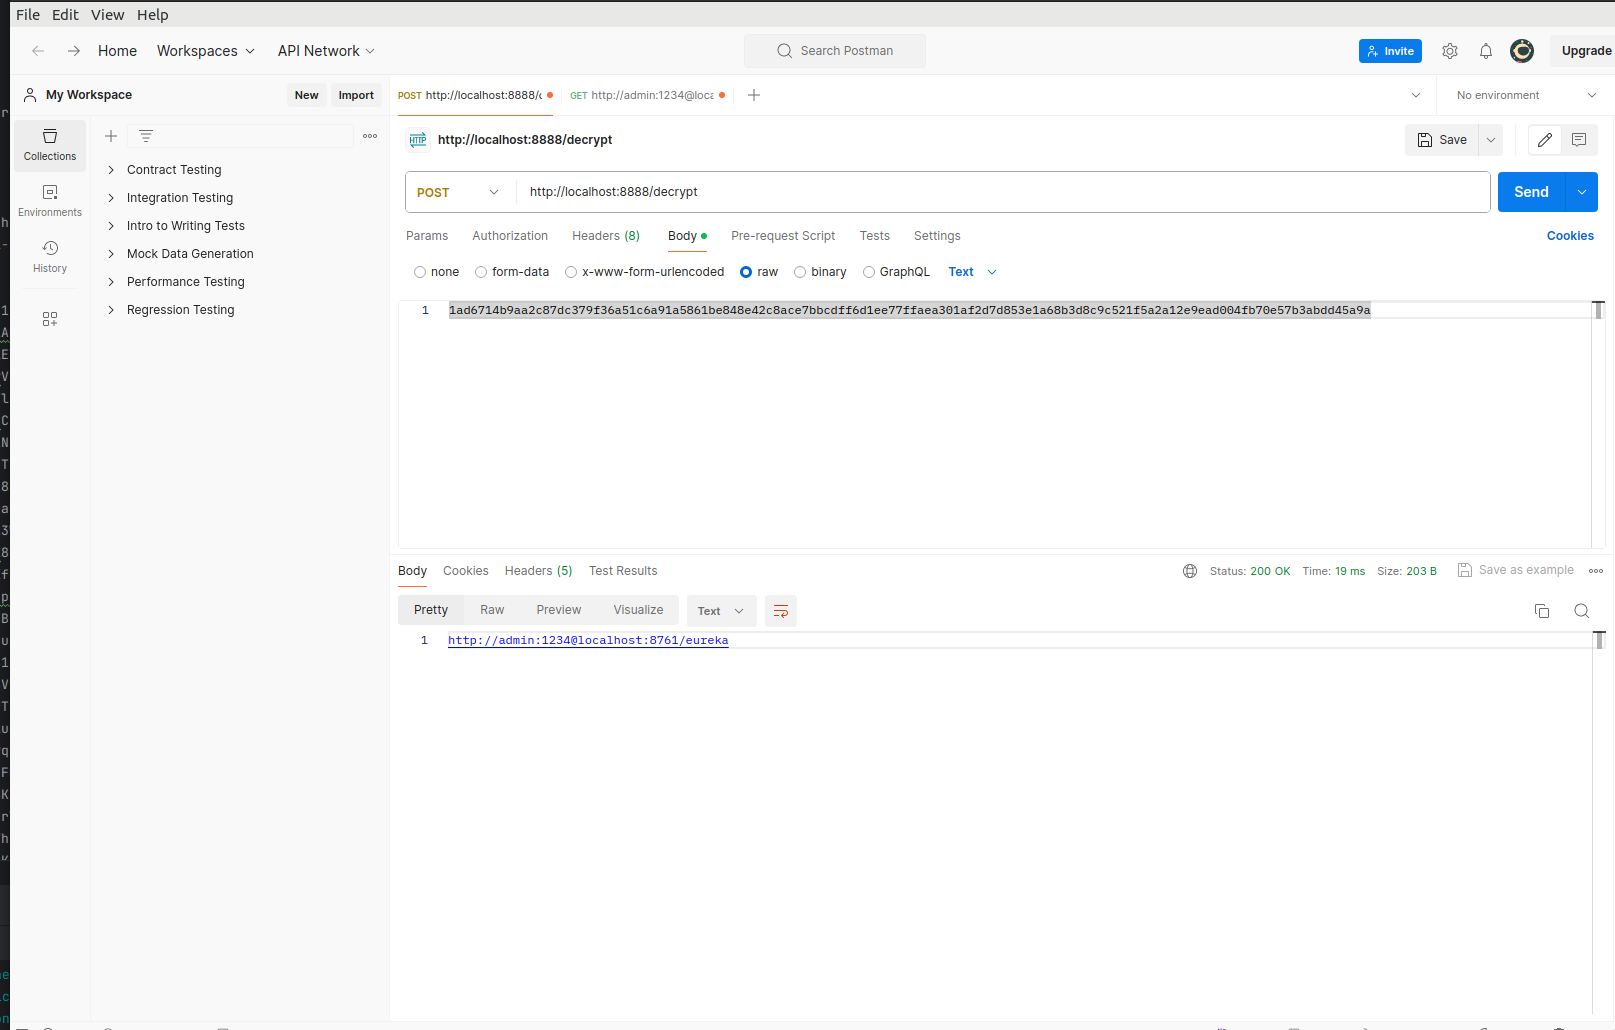 File Edit View Help
Home Workspaces API Network Search Postman Invite Upgrade
My Workspace New Import POST http://localhost:8888/c GET http://admin:1234@loca No environment
Collections
Environments
History
Contract Testing
Integration Testing
Intro to Writing Tests
Mock Data Generation
Performance Testing
Regression Testing
HTTP http://localhost:8888/decrypt Save
POST http://localhost:8888/decrypt Send
Params Authorization Headers (8) Body Pre-request Script Tests Settings Cookies
none form-data x-www-form-urlencoded raw binary GraphQL Text
1 1ad6714b9aa2c87dc379f36a51c6a91a5861be848e42c8ace7bbcdff6d1ee77ffaea301af2d7d853e1a68b3d8c9c521f5a2a12e9ead004fb70e57b3abdd45a9a
Body Cookies Headers (5) Test Results Status: 200 OK Time: 19 ms Size: 203 B Save as example
Pretty Raw Preview Visualize Text
1 http://admin:1234@localhost:8761/eureka